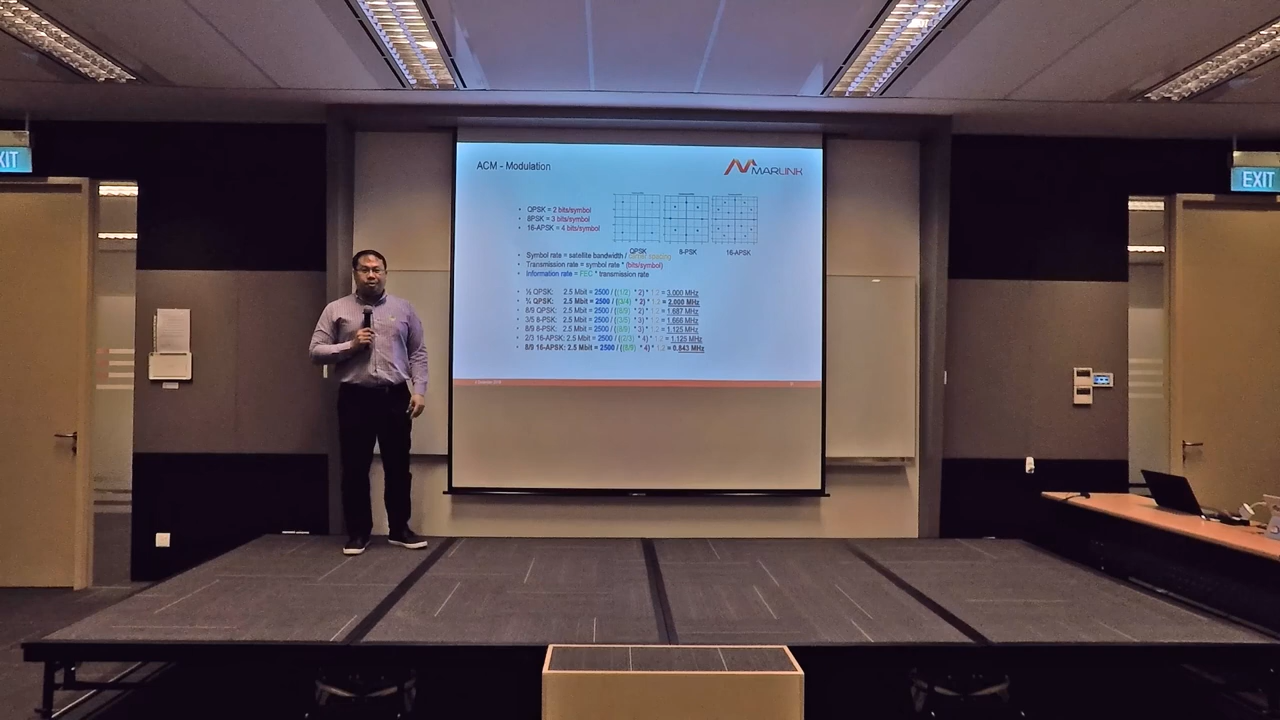 EXIT
EXIT
ACM - Modulation
MARLINK
• QPSK = 2 bits/symbol
• 8PSK = 3 bits/symbol
• 16-APSK = 4 bits/symbol
QPSK
8-PSK
16-APSK
• Symbol rate = satellite bandwidth / carrier spacing
• Transmission rate = symbol rate * (bits/symbol)
• Information rate = FEC * transmission rate
• ½ QPSK: 2.5 Mbit = 2500 / ((1/2) * 2) * 1.2 = 3.000 MHz
• ¾ QPSK: 2.5 Mbit = 2500 / ((3/4) * 2) * 1.2 = 2.000 MHz
• 8/9 QPSK: 2.5 Mbit = 2500 / ((8/9) * 2) * 1.2 = 1.687 MHz
• 3/5 8-PSK: 2.5 Mbit = 2500 / ((3/5) * 3) * 1.2 = 1.666 MHz
• 8/9 8-PSK: 2.5 Mbit = 2500 / ((8/9) * 3) * 1.2 = 1.125 MHz
• 2/3 16-APSK: 2.5 Mbit = 2500 / ((2/3) * 4) * 1.2 = 1.125 MHz
• 8/9 16-APSK: 2.5 Mbit = 2500 / ((8/9) * 4) * 1.2 = 0.843 MHz